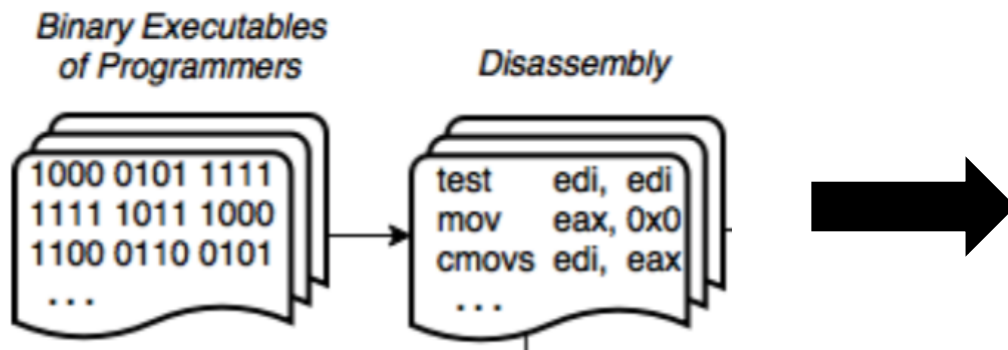 Binary Executables
of Programmers
1000 0101 1111
1111 1011 1000
1100 0110 0101
...
Disassembly
test edi, edi
mov eax, 0x0
cmovs edi, eax
...